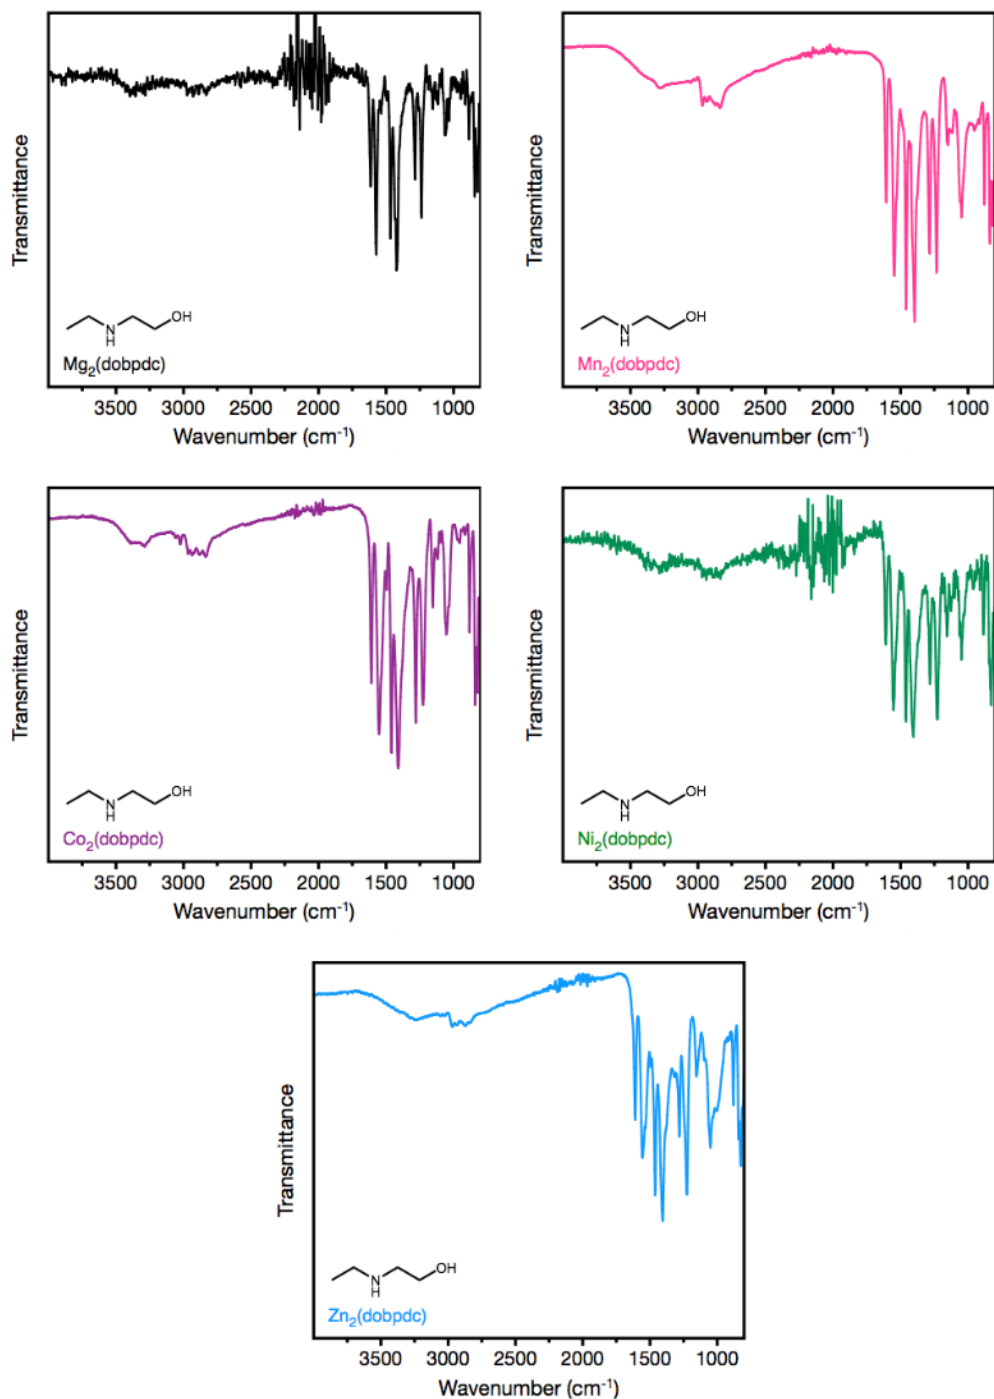 Transmittance
OH
N
H
Mg₂(dobpdc)
3500 3000 2500 2000 1500 1000
Wavenumber (cm⁻¹)
Transmittance
OH
N
H
Mn₂(dobpdc)
3500 3000 2500 2000 1500 1000
Wavenumber (cm⁻¹)
Transmittance
OH
N
H
Co₂(dobpdc)
3500 3000 2500 2000 1500 1000
Wavenumber (cm⁻¹)
Transmittance
OH
N
H
Ni₂(dobpdc)
3500 3000 2500 2000 1500 1000
Wavenumber (cm⁻¹)
Transmittance
OH
N
H
Zn₂(dobpdc)
3500 3000 2500 2000 1500 1000
Wavenumber (cm⁻¹)